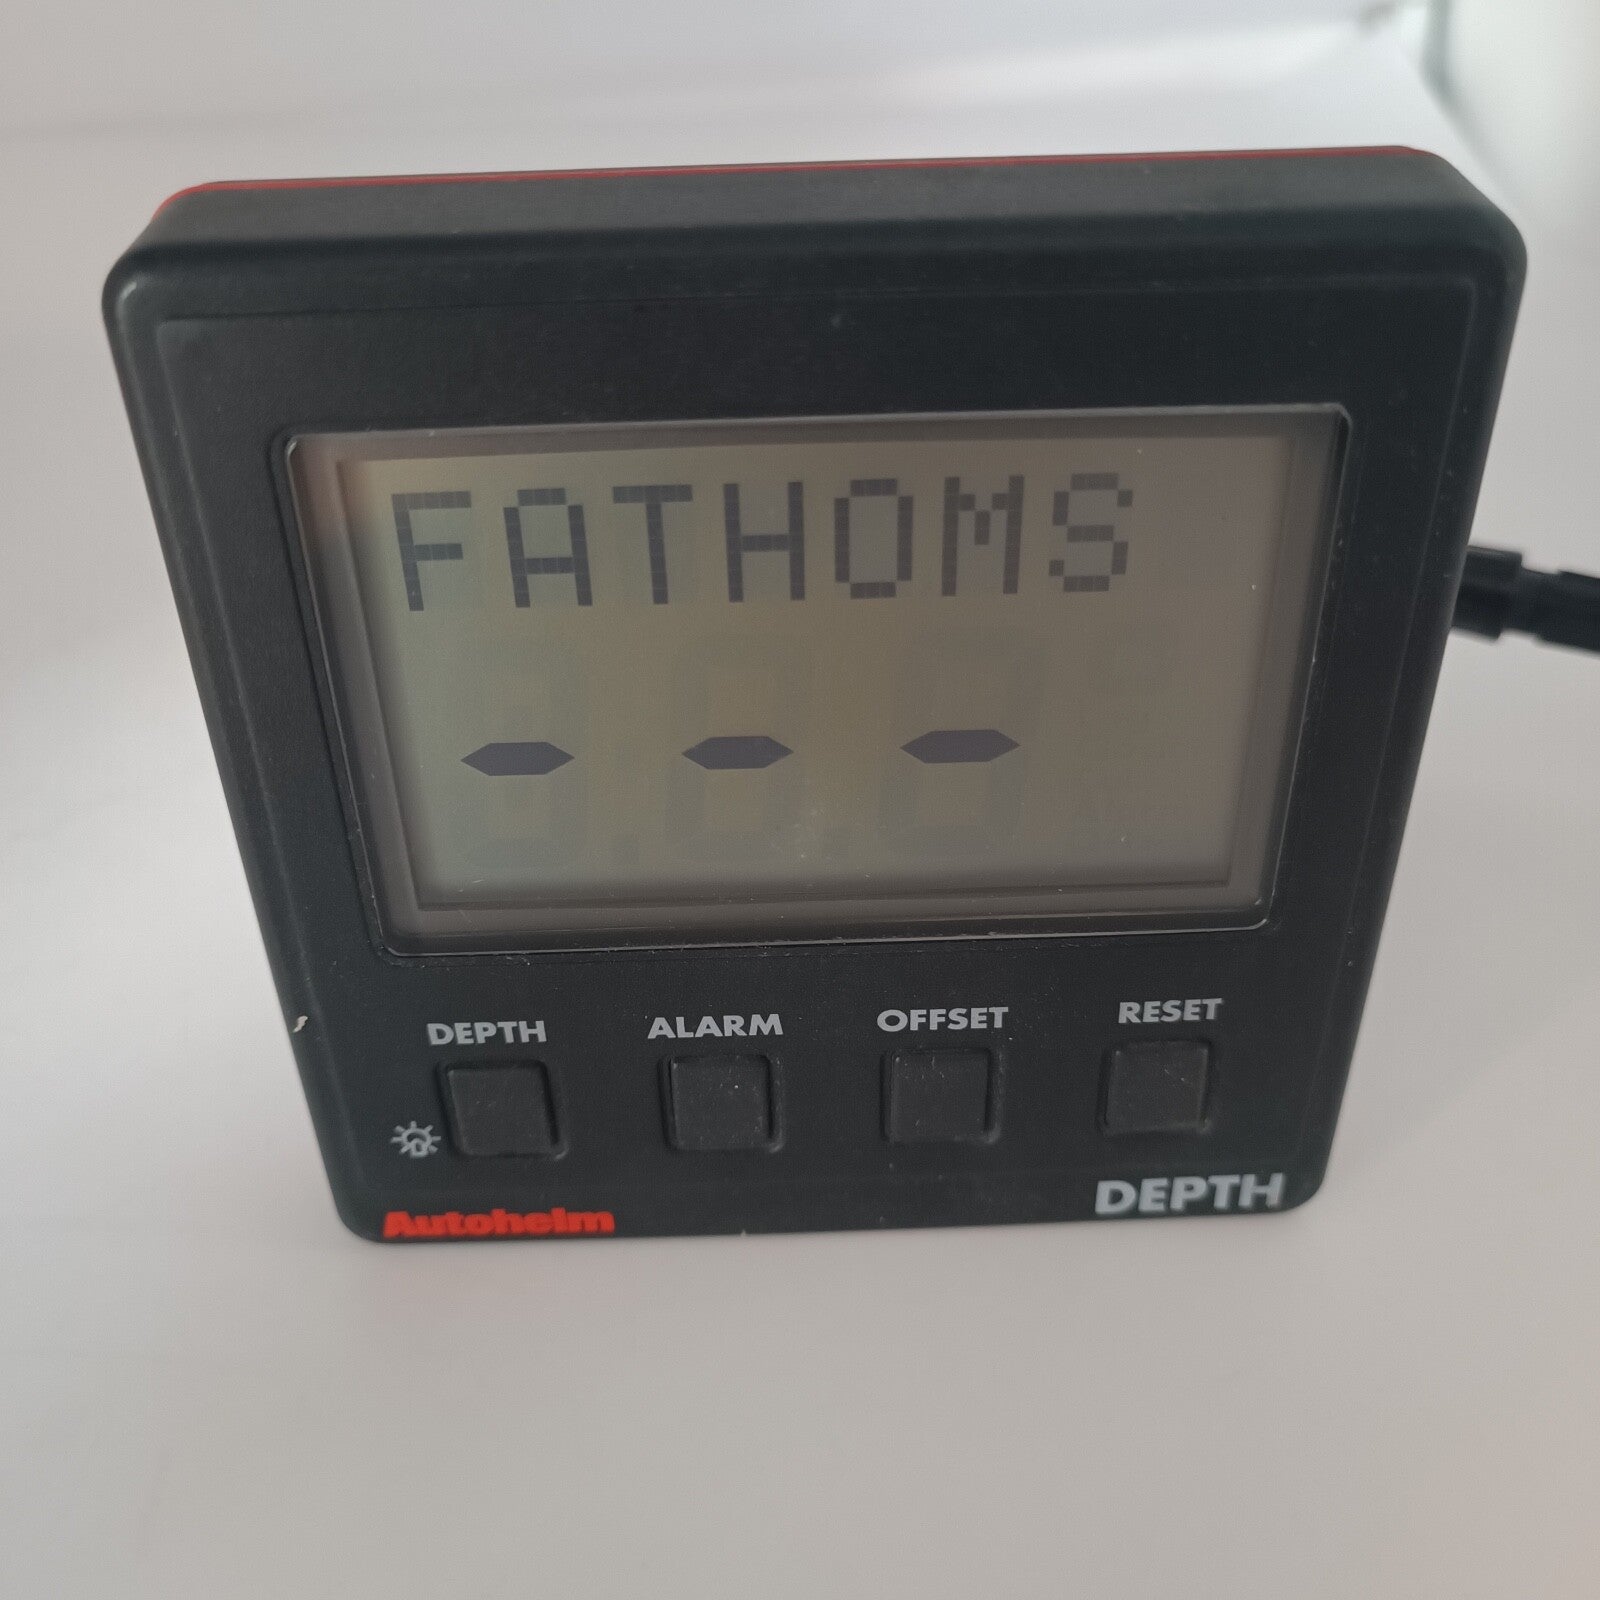 FATHOMS
- - -
DEPTH ALARM OFFSET RESET
Autohelm DEPTH